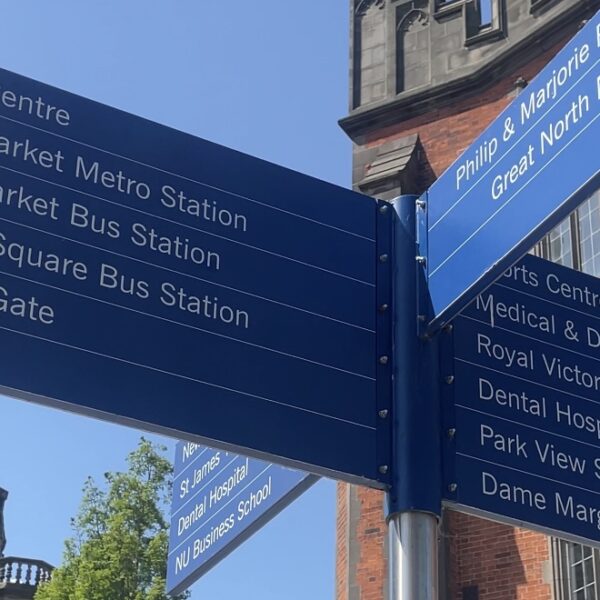 entre
arket Metro Station
arket Bus Station
Square Bus Station
Gate
Philip & Marjorie
Great North
orts Centre
Medical & D
Royal Victor
Dental Hosp
Park View S
Dame Marg
St James
Dental Hospital
NU Business School